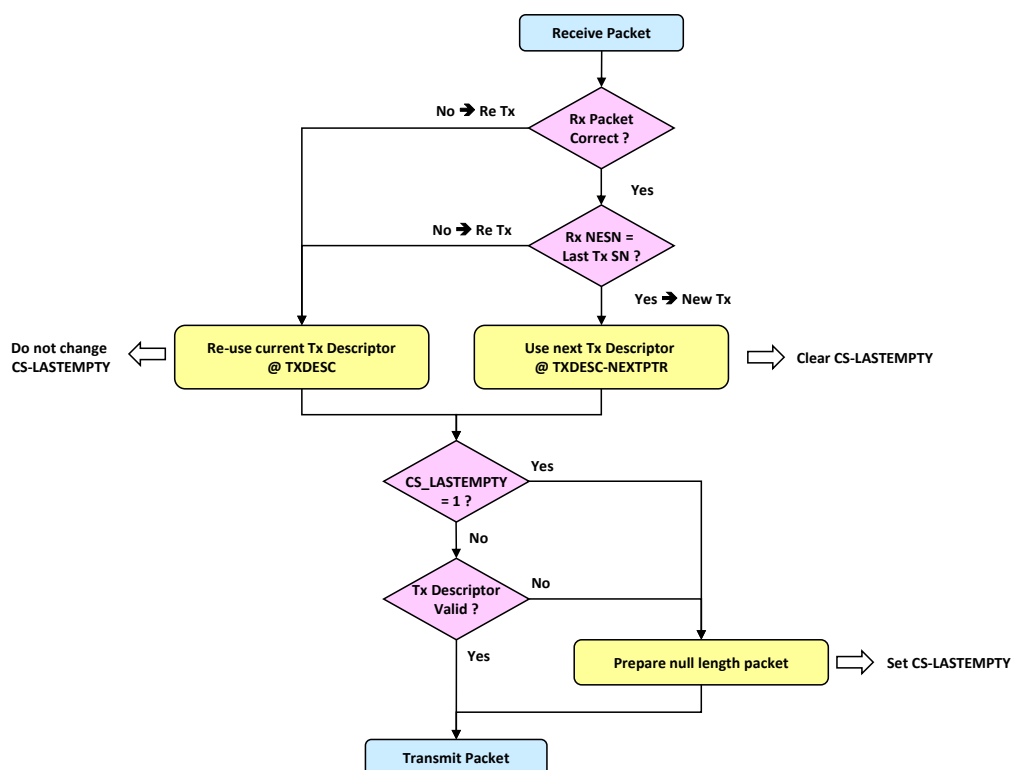 Receive Packet
No ➔ Re Tx
Rx Packet
Correct ?
Yes
No ➔ Re Tx
Rx NESN =
Last Tx SN ?
Yes ➔ New Tx
Do not change
CS-LASTEMPTY
Re-use current Tx Descriptor
@ TXDESC
Use next Tx Descriptor
@ TXDESC-NEXTPTR
Clear CS-LASTEMPTY
CS_LASTEMPTY
= 1 ?
Yes
No
Tx Descriptor
Valid ?
No
Yes
Prepare null length packet
Set CS-LASTEMPTY
Transmit Packet